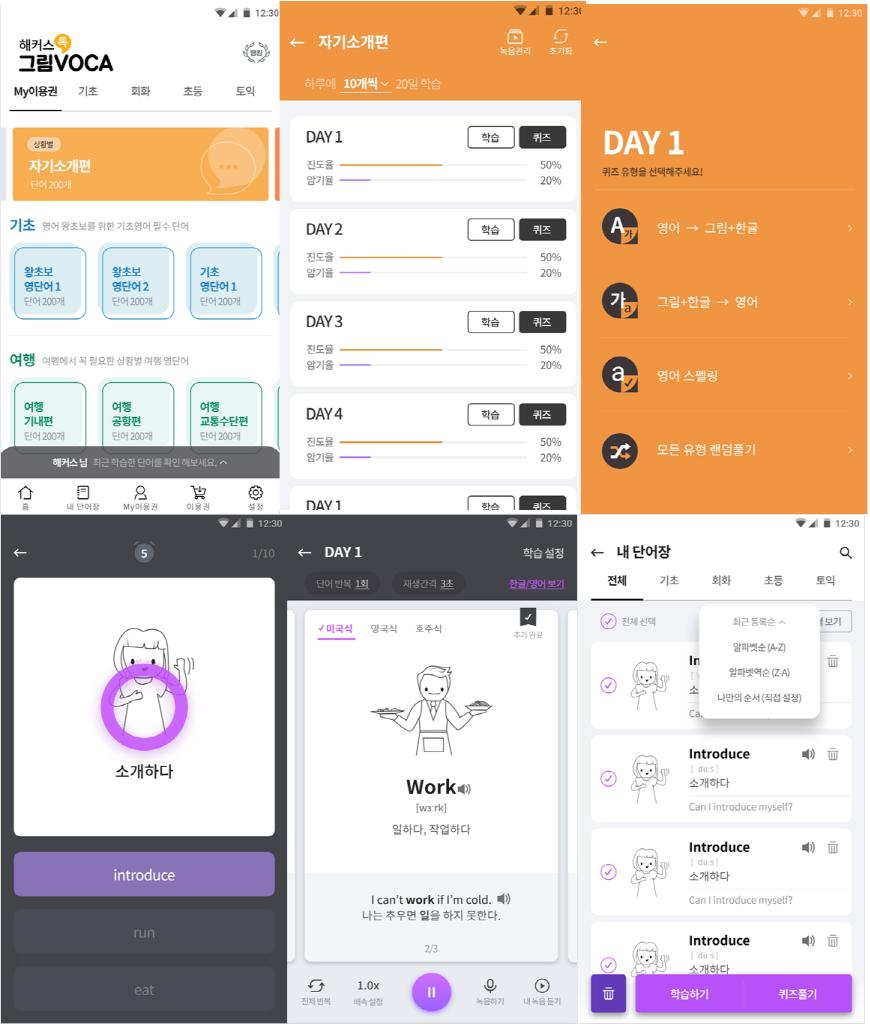 12:30
해커스 톡
그림VOCA
랭킹
My이용권 기초 회화 초등 토익
상황별
자기소개편
단어 200개
기초 영어 왕초보를 위한 기초영어 필수 단어
왕초보 영단어 1 단어 200개
왕초보 영단어 2 단어 200개
기초 영단어 1 단어 200개
여행 여행에서 꼭 필요한 상황별 여행 영단어
여행 기내편 단어 200개
여행 공항편 단어 200개
여행 교통수단편 단어 200개
해커스 님 최근 학습한 단어를 확인 해보세요.
홈 내 단어장 My이용권 이용권 설정
12:30
자기소개편
녹음관리 초기화
하루에 10개씩 20일 학습
DAY 1 학습 퀴즈
진도율 50%
암기율 20%
DAY 2 학습 퀴즈
진도율 50%
암기율 20%
DAY 3 학습 퀴즈
진도율 50%
암기율 20%
DAY 4 학습 퀴즈
진도율 50%
암기율 20%
DAY 1 학습 퀴즈
12:30
DAY 1
퀴즈 유형을 선택해주세요!
A 가 영어 → 그림+한글
가 a 그림+한글 → 영어
a 영어 스펠링
모든 유형 랜덤풀기
12:30
5 1/10
소개하다
introduce
run
eat
12:30
DAY 1 학습 설정
단어 반복 1회 재생간격 3초 한글/영어 보기
✓미국식 영국식 호주식
추가 완료
Work
[wɜːrk]
일하다, 작업하다
I can't work if I'm cold.
나는 추우면 일을 하지 못한다.
2/3
1.0x
전체 반복 배속 설정 녹음하기 내 녹음 듣기
12:30
내 단어장
전체 기초 회화 초등 토익
전체 선택 보기
최근 등록순
알파벳순 (A-Z)
알파벳역순 (Z-A)
나만의 순서 (직접 설정)
In
소
Can
Introduce
[ ˈdu:s ]
소개하다
Can I introduce myself?
Introduce
[ ˈdu:s ]
소개하다
Can I introduce myself?
Introduce
[ ˈdu:s ]
소개하다
학습하기 퀴즈풀기